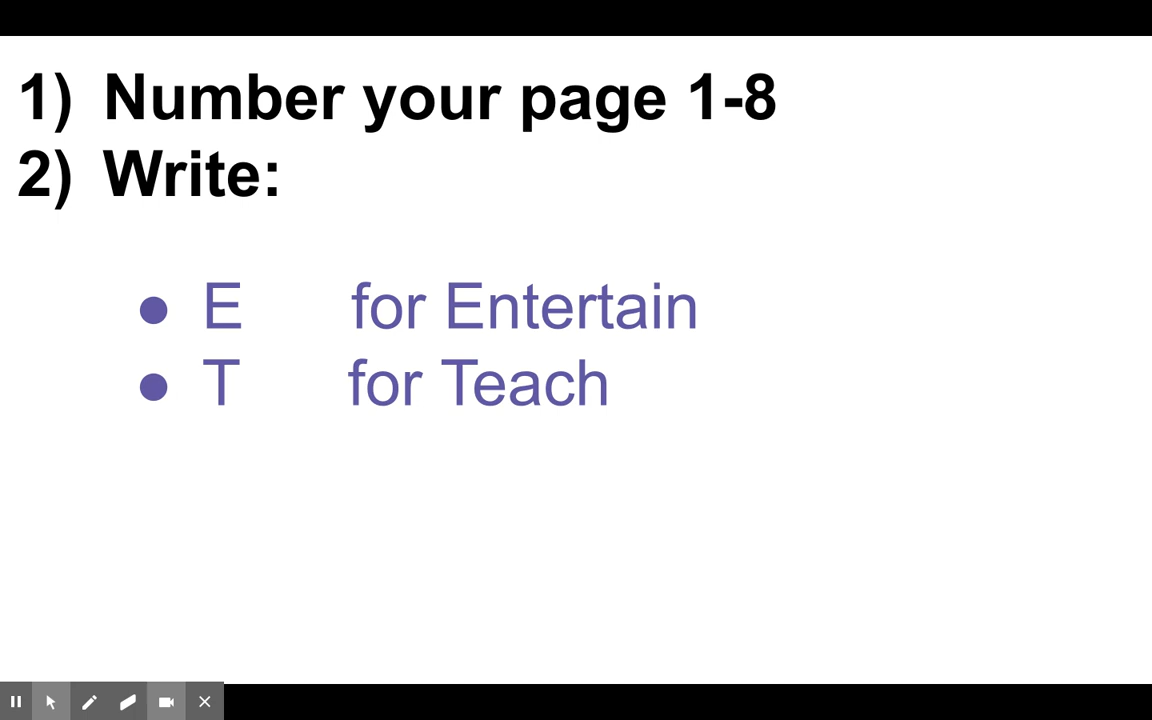 1) Number your page 1-8
2) Write:
● E for Entertain
● T for Teach